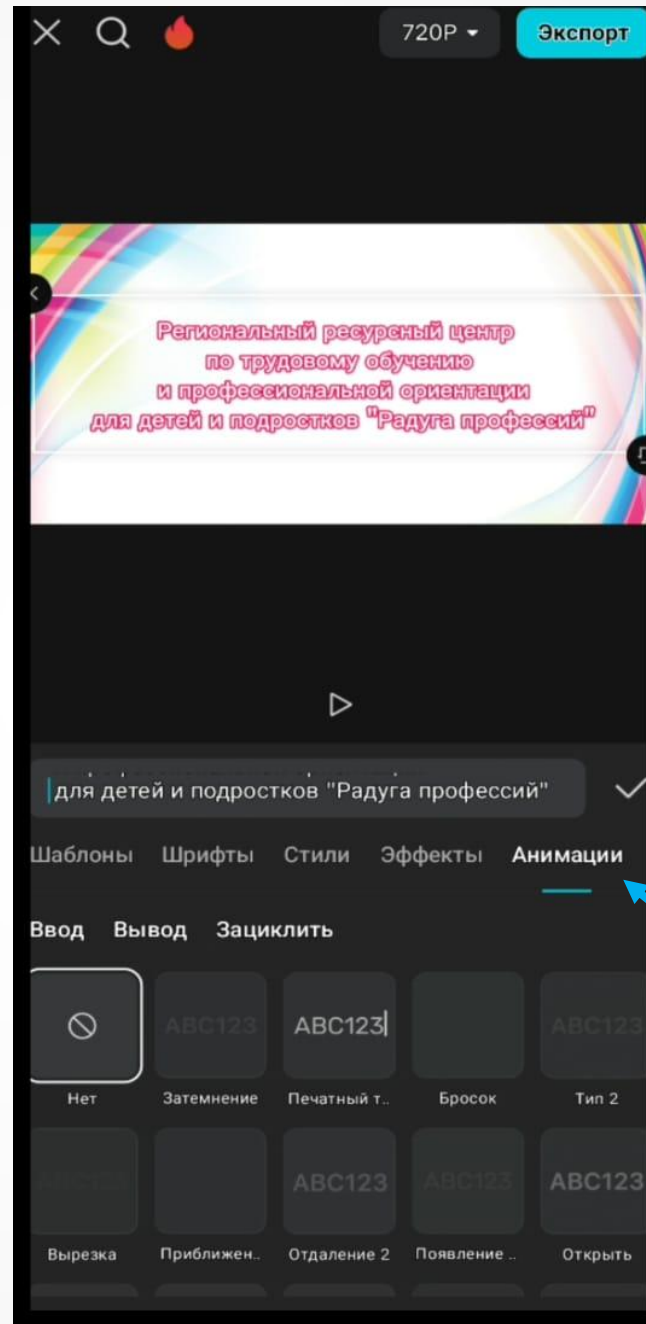 720P
Экспорт
Региональный ресурсный центр
по трудовому обучению
и профессиональной ориентации
для детей и подростков "Радуга профессий"
для детей и подростков "Радуга профессий"
Шаблоны Шрифты Стили Эффекты Анимации
Ввод Вывод Зациклить
ABC123 ABC123 ABC123
Нет Затемнение Печатный т.. Бросок Тип 2
ABC123 ABC123 ABC123 ABC123
Вырезка Приближен.. Отдаление 2 Появление .. Открыть